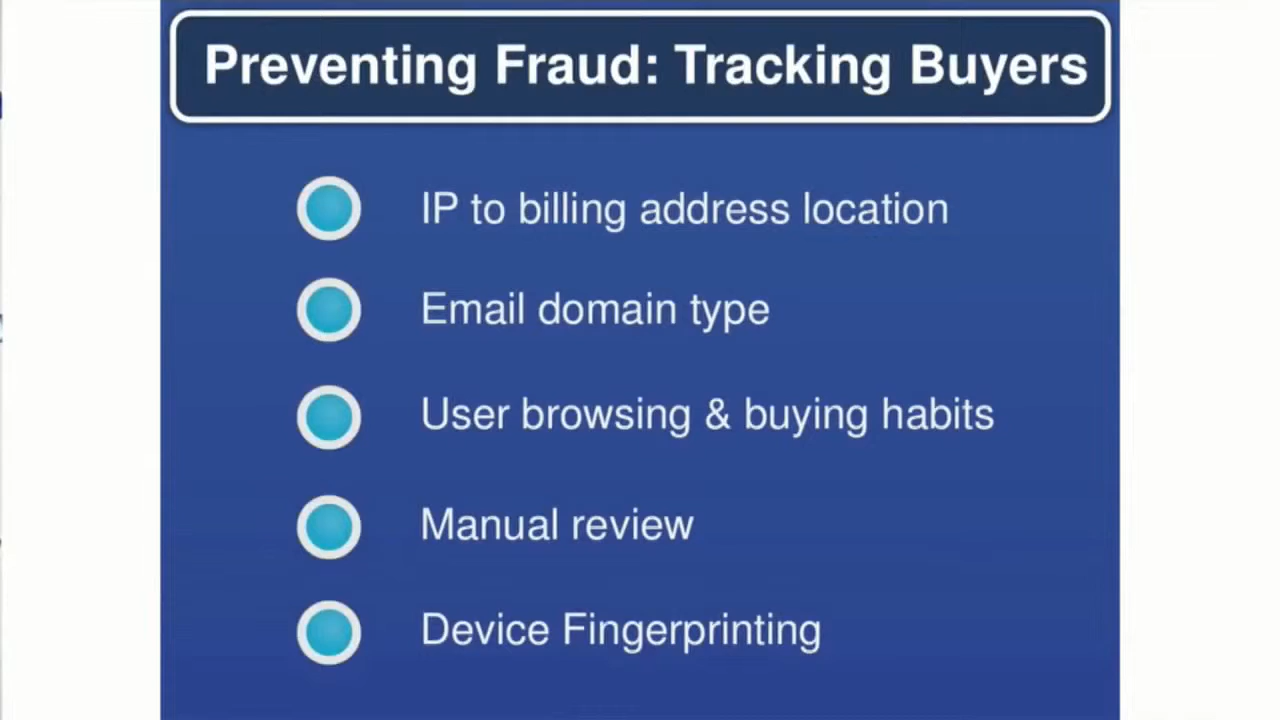 Preventing Fraud: Tracking Buyers
IP to billing address location
Email domain type
User browsing & buying habits
Manual review
Device Fingerprinting